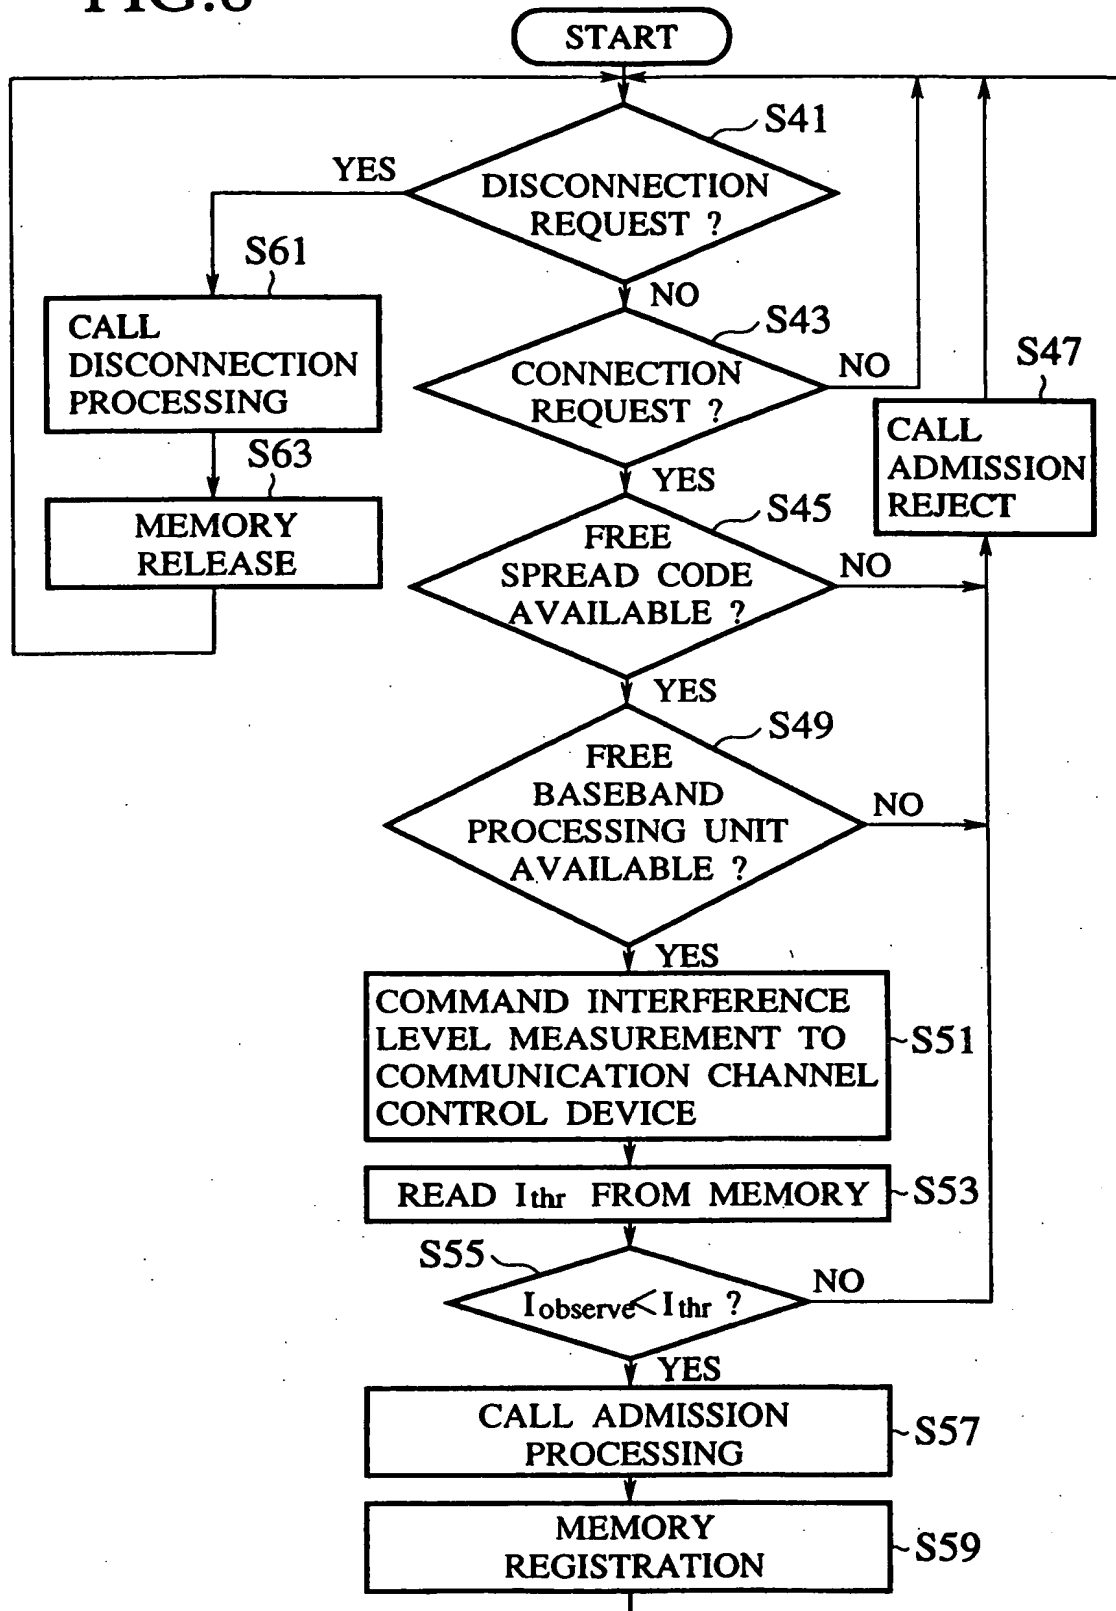 START
S41
YES
DISCONNECTION
REQUEST ?
S61
NO
CALL
DISCONNECTION
PROCESSING
S43
CONNECTION
REQUEST ?
NO
S47
CALL
ADMISSION
REJECT
S63
YES
MEMORY
RELEASE
S45
FREE
SPREAD CODE
AVAILABLE ?
NO
YES
S49
FREE
BASEBAND
PROCESSING UNIT
AVAILABLE ?
NO
YES
COMMAND INTERFERENCE
LEVEL MEASUREMENT TO
COMMUNICATION CHANNEL
CONTROL DEVICE
S51
READ Ithr FROM MEMORY
S53
S55
Iobserve<Ithr ?
NO
YES
CALL ADMISSION
PROCESSING
S57
MEMORY
REGISTRATION
S59